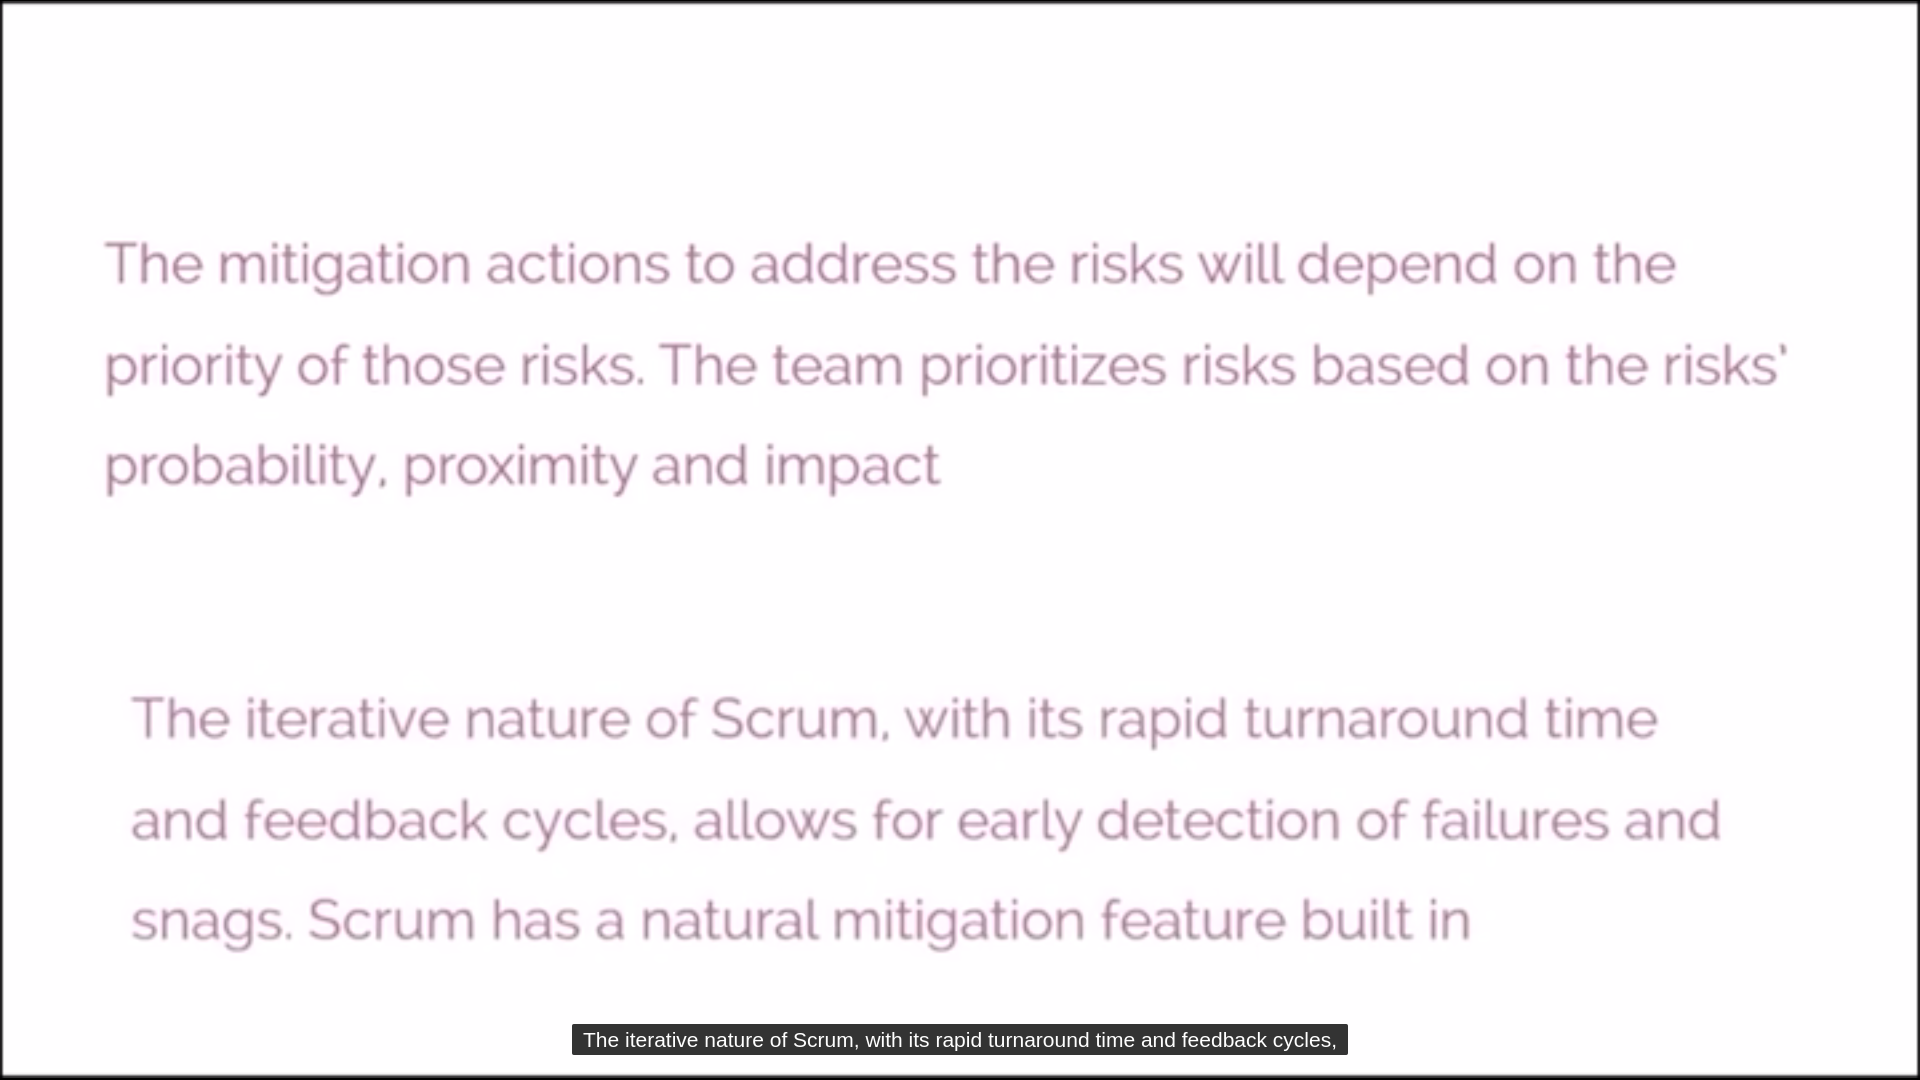 The mitigation actions to address the risks will depend on the
priority of those risks. The team prioritizes risks based on the risks’
probability, proximity and impact
The iterative nature of Scrum, with its rapid turnaround time
and feedback cycles, allows for early detection of failures and
snags. Scrum has a natural mitigation feature built in
The iterative nature of Scrum, with its rapid turnaround time and feedback cycles,